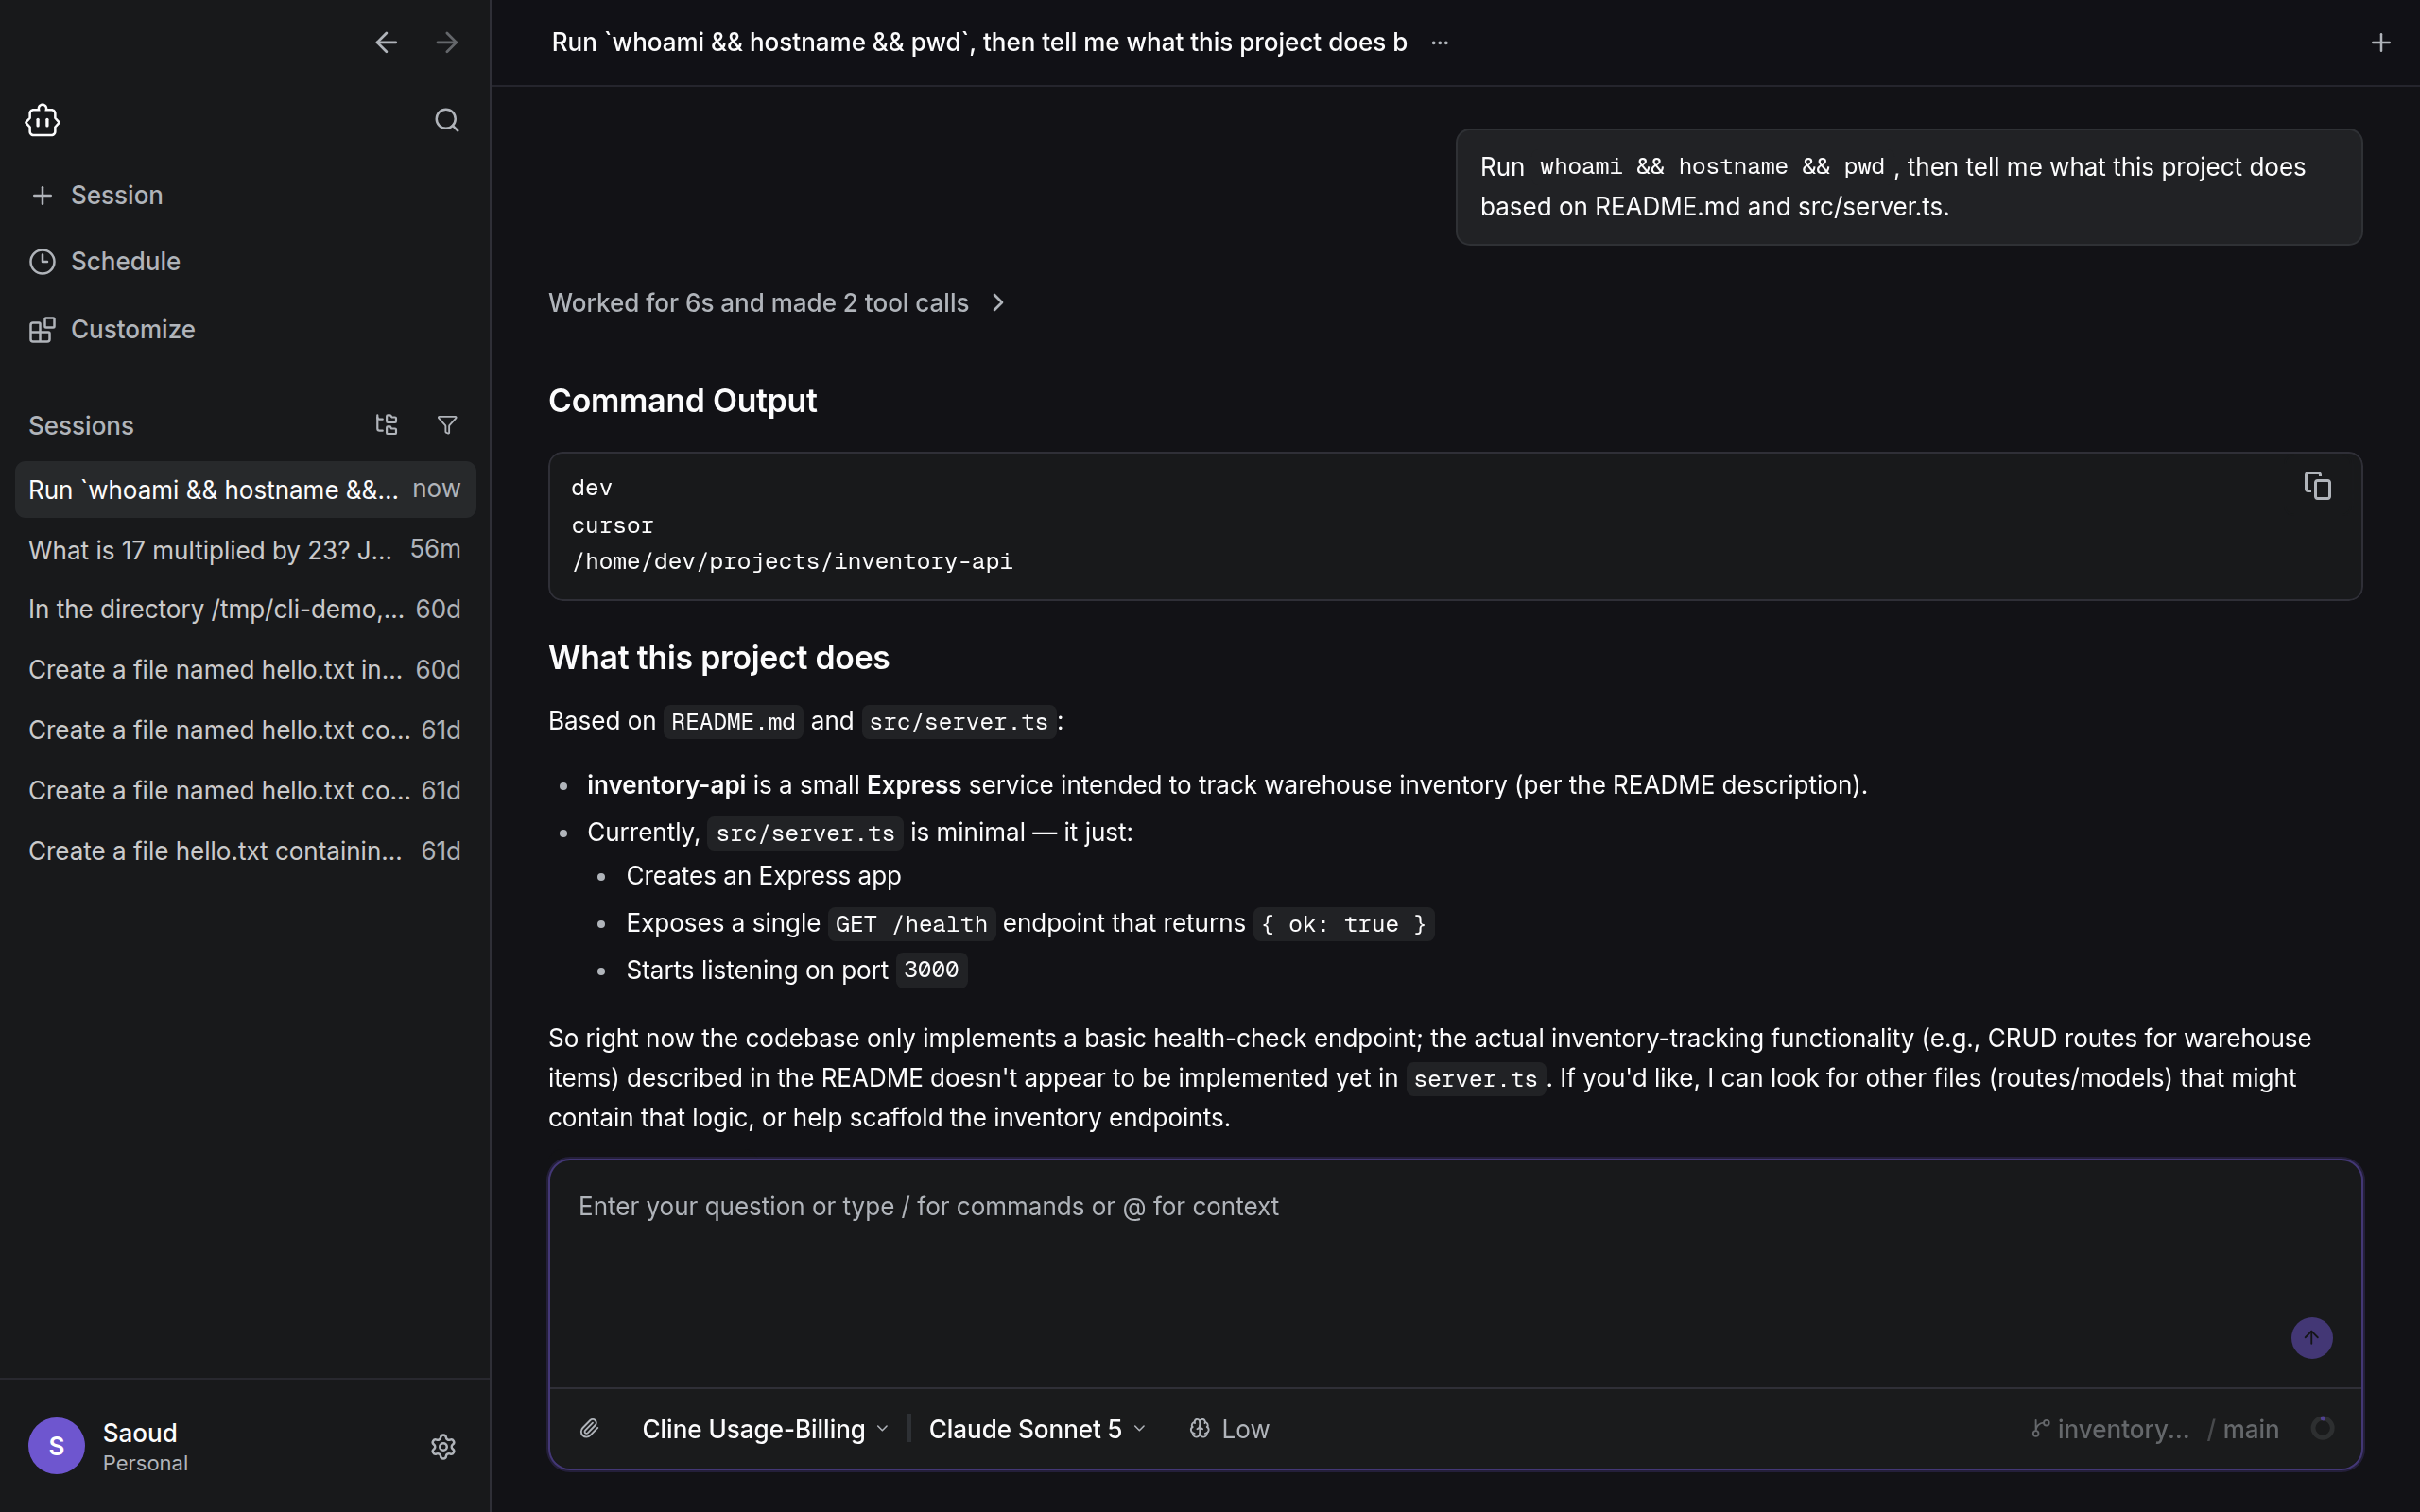 Session
Schedule
Customize
Sessions
Run `whoami && hostname &&... now
What is 17 multiplied by 23? J... 56m
In the directory /tmp/cli-demo,... 60d
Create a file named hello.txt in... 60d
Create a file named hello.txt co... 61d
Create a file named hello.txt co... 61d
Create a file hello.txt containin... 61d
S
Saoud
Personal
Run `whoami && hostname && pwd`, then tell me what this project does b ...
Run whoami && hostname && pwd , then tell me what this project does
based on README.md and src/server.ts.
Worked for 6s and made 2 tool calls
Command Output
dev
cursor
/home/dev/projects/inventory-api
What this project does
Based on README.md and src/server.ts:
• inventory-api is a small Express service intended to track warehouse inventory (per the README description).
• Currently, src/server.ts is minimal — it just:
• Creates an Express app
• Exposes a single GET /health endpoint that returns { ok: true }
• Starts listening on port 3000
So right now the codebase only implements a basic health-check endpoint; the actual inventory-tracking functionality (e.g., CRUD routes for warehouse
items) described in the README doesn't appear to be implemented yet in server.ts. If you'd like, I can look for other files (routes/models) that might
contain that logic, or help scaffold the inventory endpoints.
Enter your question or type / for commands or @ for context
Cline Usage-Billing | Claude Sonnet 5 Low inventory... / main